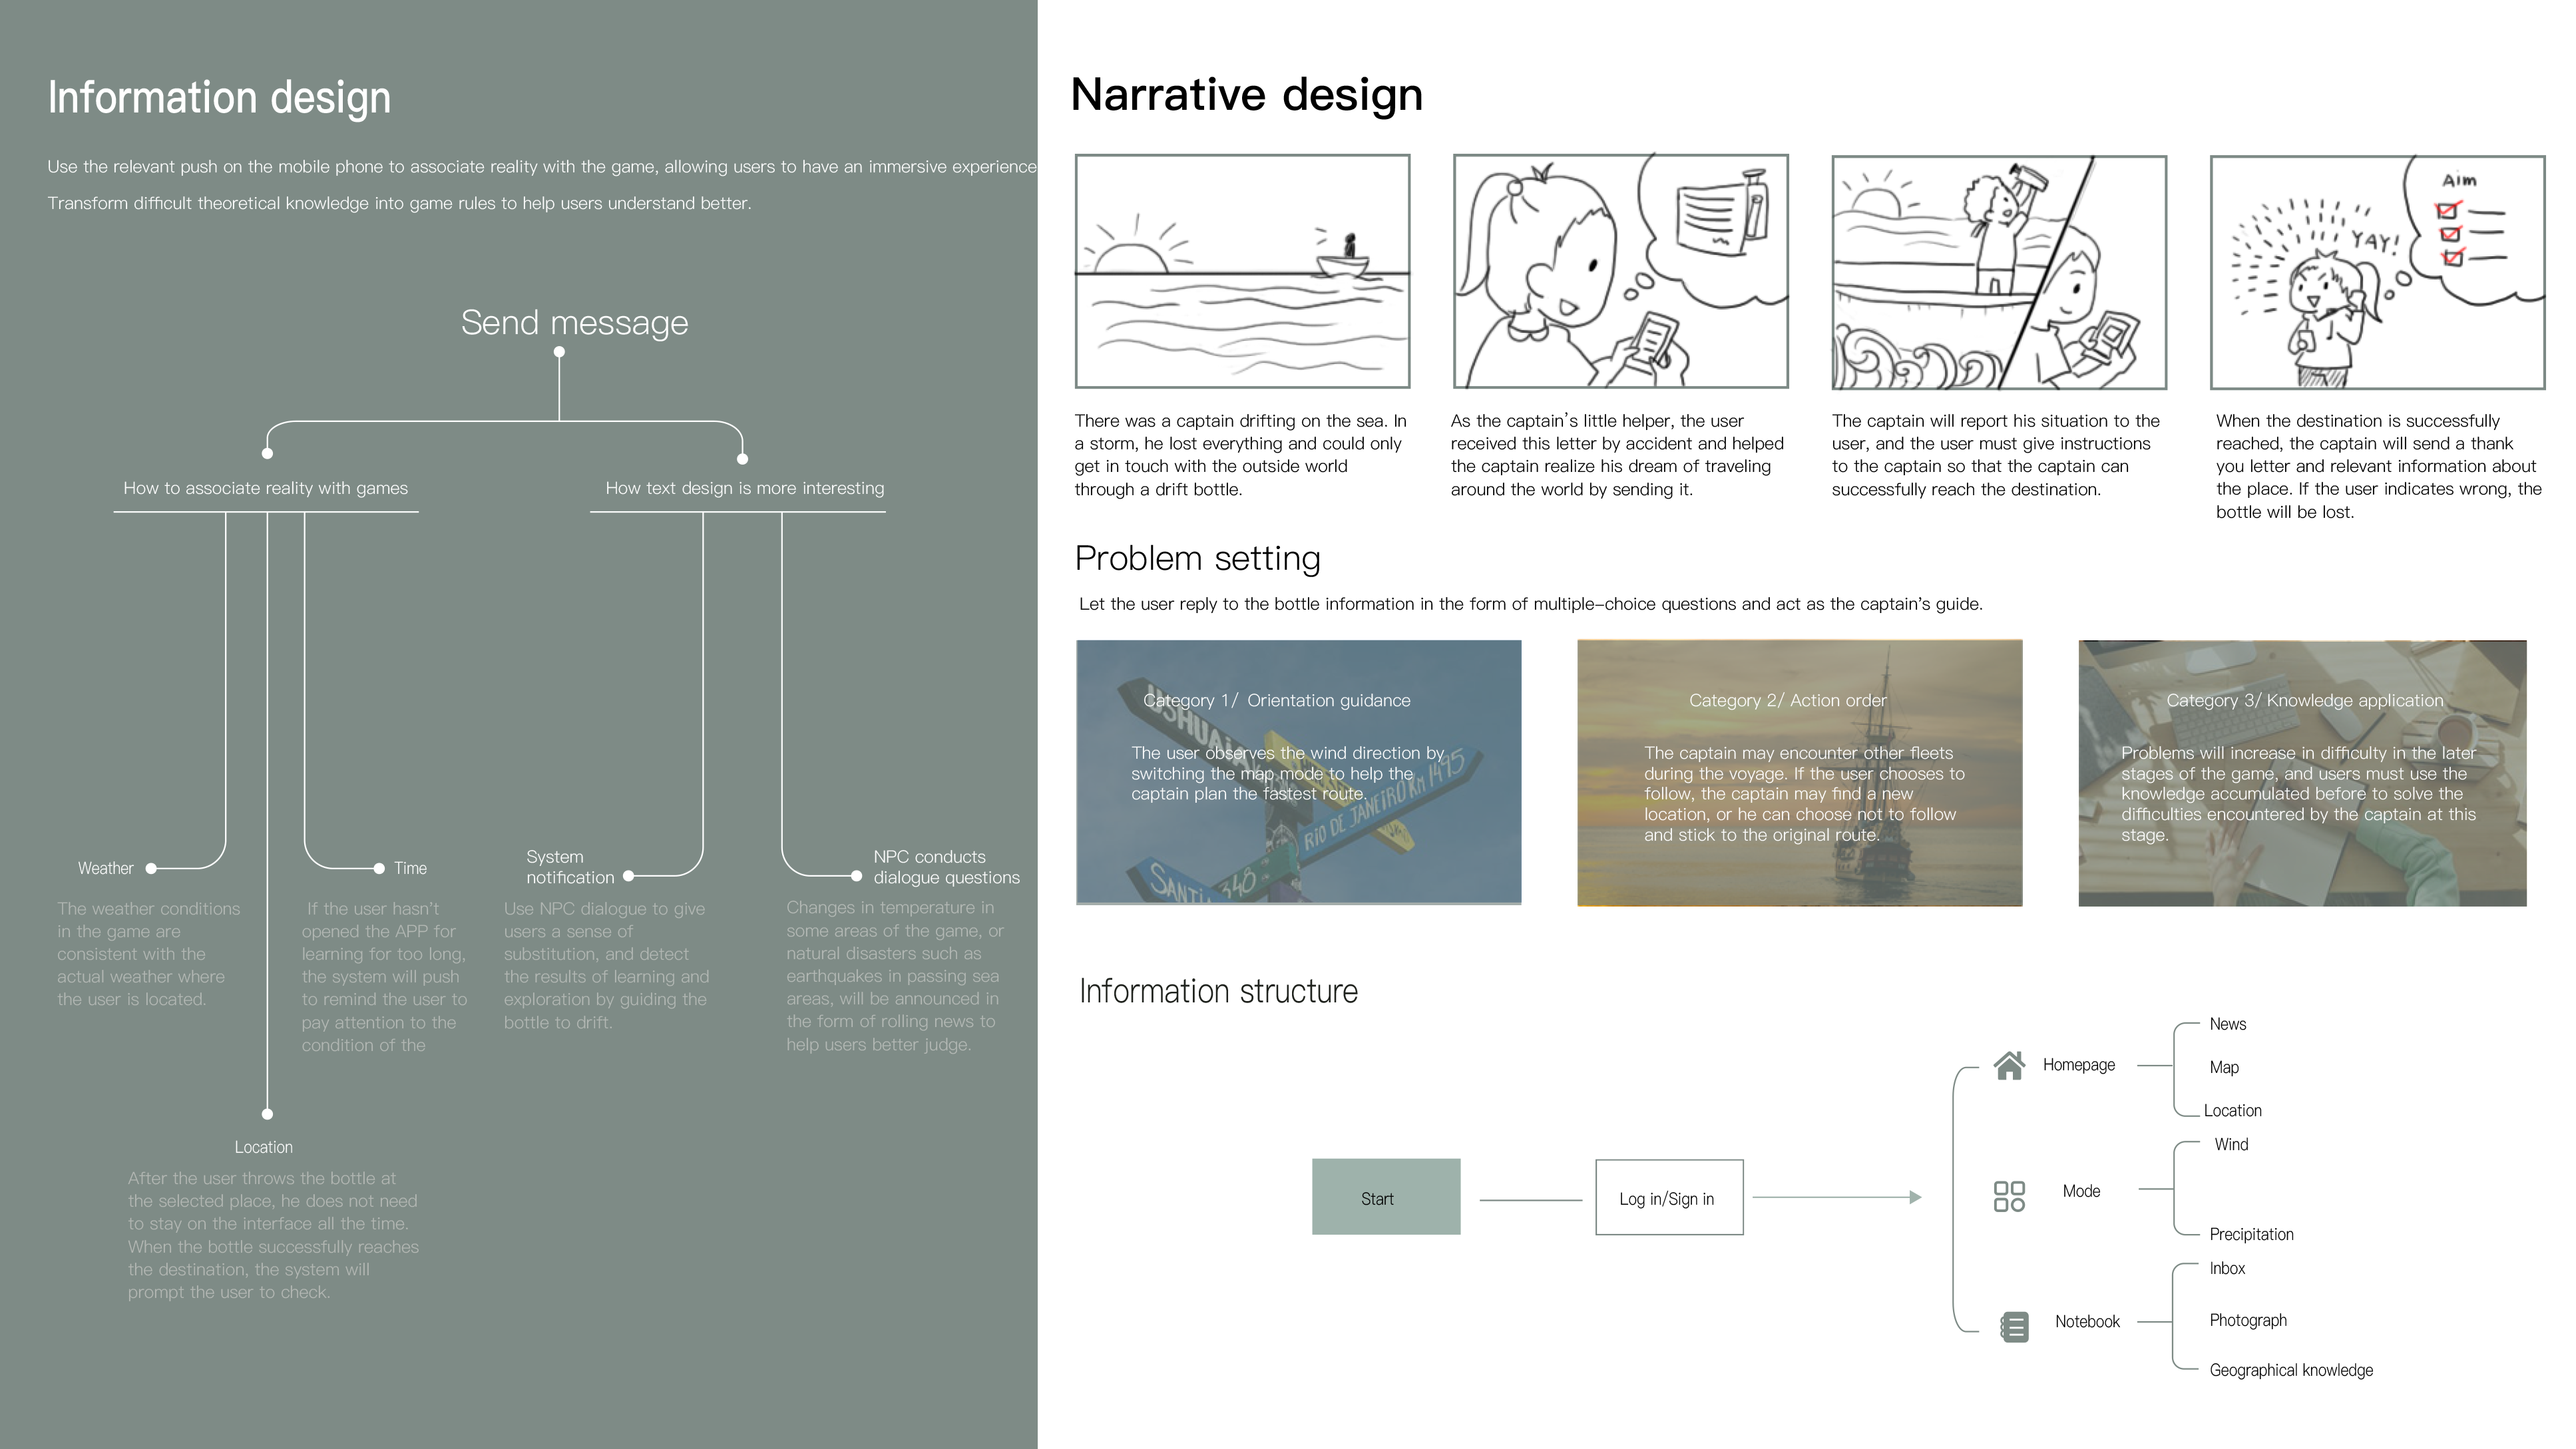 Information design
Use the relevant push on the mobile phone to associate reality with the game, allowing users to have an immersive experience
Transform difficult theoretical knowledge into game rules to help users understand better.
Send message
How to associate reality with games
How text design is more interesting
Weather
The weather conditions
in the game are
consistent with the
actual weather where
the user is located.
Time
If the user hasn't
opened the APP for
learning for too long,
the system will push
to remind the user to
pay attention to the
condition of the
System
notification
Use NPC dialogue to give
users a sense of
substitution, and detect
the results of learning and
exploration by guiding the
bottle to drift.
NPC conducts
dialogue questions
Changes in temperature in
some areas of the game, or
natural disasters such as
earthquakes in passing sea
areas, will be announced in
the form of rolling news to
help users better judge.
Location
After the user throws the bottle at
the selected place, he does not need
to stay on the interface all the time.
When the bottle successfully reaches
the destination, the system will
prompt the user to check.
Narrative design
YAY!
Aim
There was a captain drifting on the sea. In
a storm, he lost everything and could only
get in touch with the outside world
through a drift bottle.
As the captain's little helper, the user
received this letter by accident and helped
the captain realize his dream of traveling
around the world by sending it.
The captain will report his situation to the
user, and the user must give instructions
to the captain so that the captain can
successfully reach the destination.
When the destination is successfully
reached, the captain will send a thank
you letter and relevant information about
the place. If the user indicates wrong, the
bottle will be lost.
Problem setting
Let the user reply to the bottle information in the form of multiple-choice questions and act as the captain's guide.
Category 1/ Orientation guidance
The user observes the wind direction by
switching the map mode to help the
captain plan the fastest route.
USHUAIA
RIO DE JANEIRO KM 1495
SANTI
348
Category 2/ Action order
The captain may encounter other fleets
during the voyage. If the user chooses to
follow, the captain may find a new
location, or he can choose not to follow
and stick to the original route.
Category 3/ Knowledge application
Problems will increase in difficulty in the later
stages of the game, and users must use the
knowledge accumulated before to solve the
difficulties encountered by the captain at this
stage.
Information structure
Start
Log in/Sign in
Homepage
News
Map
Location
Mode
Wind
Precipitation
Notebook
Inbox
Photograph
Geographical knowledge